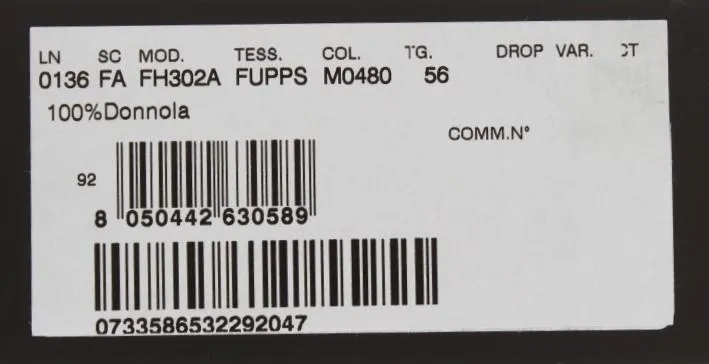 LN SC MOD. TESS. COL. TG. DROP VAR. CT
0136 FA FH302A FUPPS M0480 56
100%Donnola
COMM.N°
92
8 050442 630589
0733586532292047